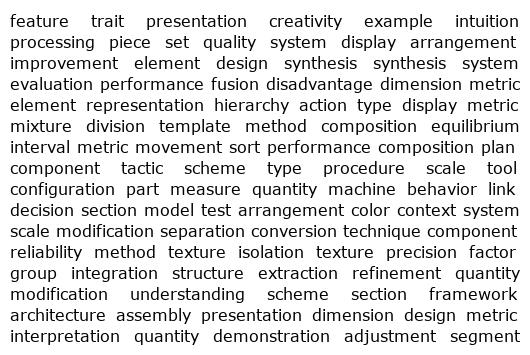 feature trait presentation creativity example intuition
processing piece set quality system display arrangement
improvement element design synthesis synthesis system
evaluation performance fusion disadvantage dimension metric
element representation hierarchy action type display metric
mixture division template method composition equilibrium
interval metric movement sort performance composition plan
component tactic scheme type procedure scale tool
configuration part measure quantity machine behavior link
decision section model test arrangement color context system
scale modification separation conversion technique component
reliability method texture isolation texture precision factor
group integration structure extraction refinement quantity
modification understanding scheme section framework
architecture assembly presentation dimension design metric
interpretation quantity demonstration adjustment segment